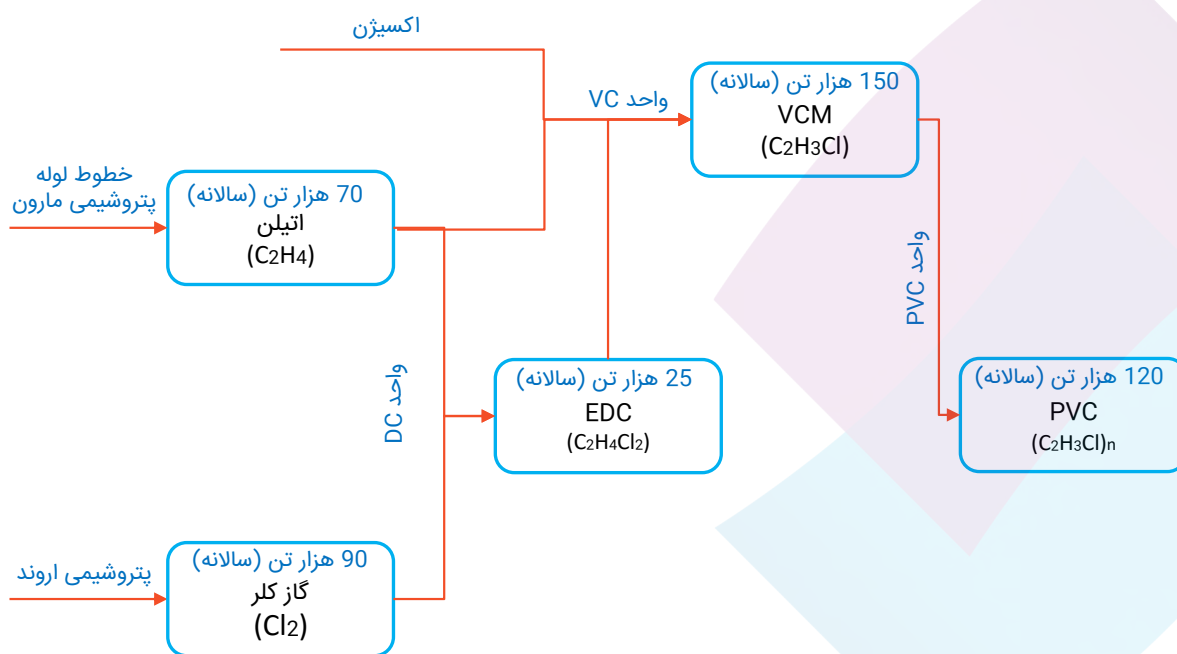 اکسیژن
150 هزار تن (سالانه)
VCM
(C2H3Cl)
واحد VC
خطوط لوله
پتروشیمی مارون
70 هزار تن (سالانه)
اتیلن
(C2H4)
واحد PVC
واحد DC
25 هزار تن (سالانه)
EDC
(C2H4Cl2)
120 هزار تن (سالانه)
PVC
(C2H3Cl)n
پتروشیمی اروند
90 هزار تن (سالانه)
گاز کلر
(Cl2)